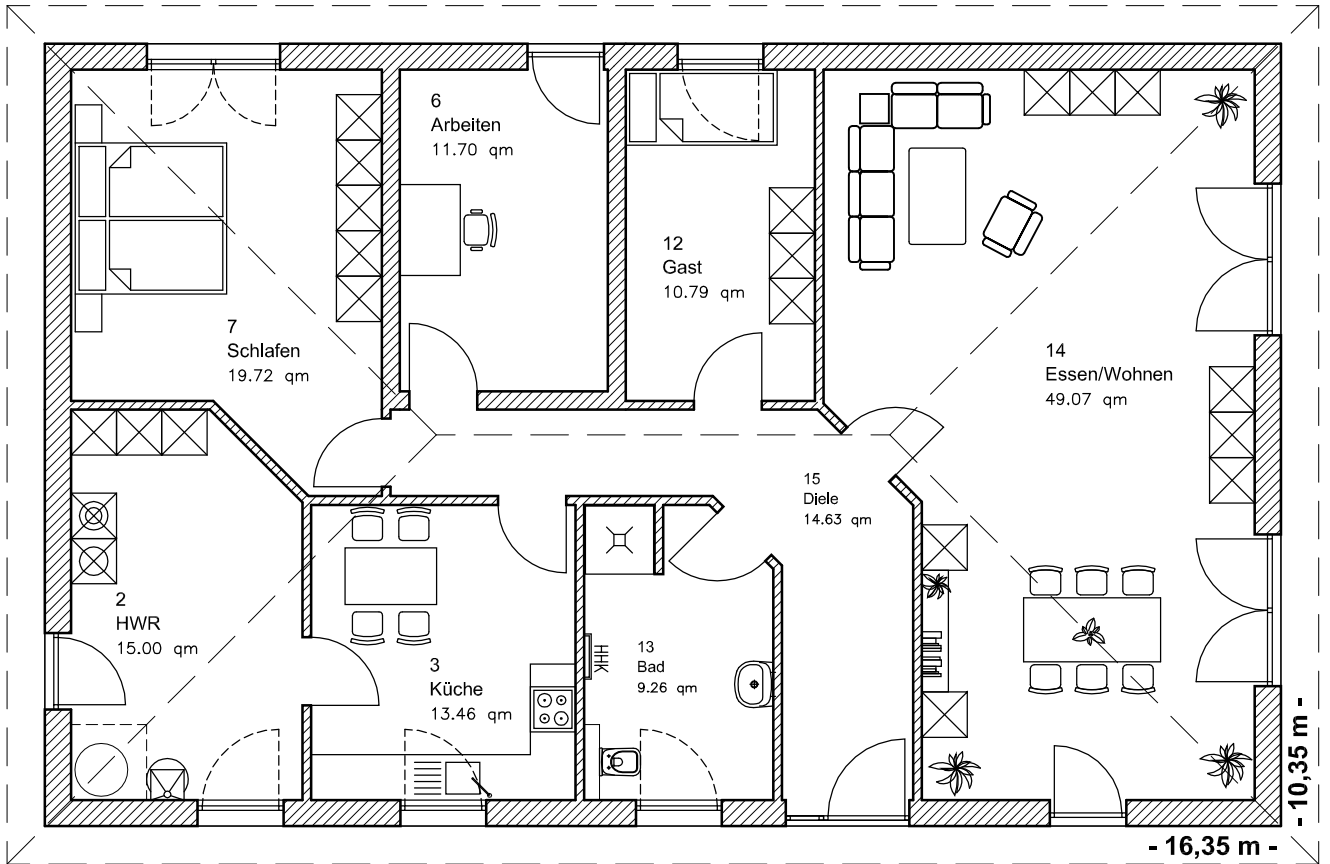 6
Arbeiten
11.70 qm
12
Gast
10.79 qm
7
Schlafen
19.72 qm
14
Essen/Wohnen
49.07 qm
15
Diele
14.63 qm
2
HWR
15.00 qm
3
Küche
13.46 qm
13
Bad
9.26 qm
HHK
- 10,35 m -
- 16,35 m -